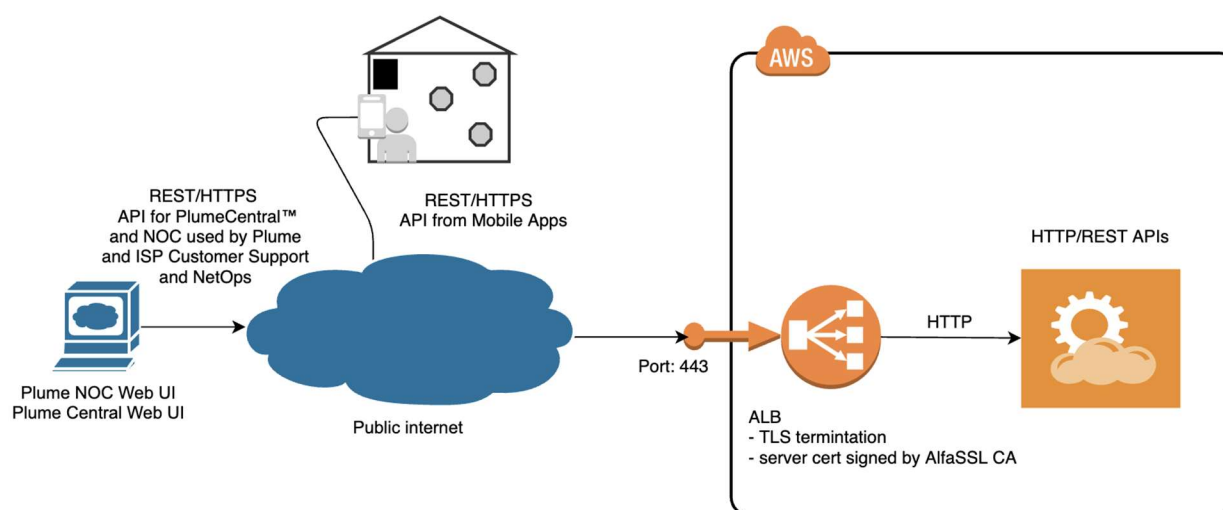 AWS
REST/HTTPS
API for PlumeCentral™
and NOC used by Plume
and ISP Customer Support
and NetOps
REST/HTTPS
API from Mobile Apps
HTTP/REST APIs
HTTP
Port: 443
Plume NOC Web UI
Plume Central Web UI
Public internet
ALB
- TLS termintation
- server cert signed by AlfaSSL CA